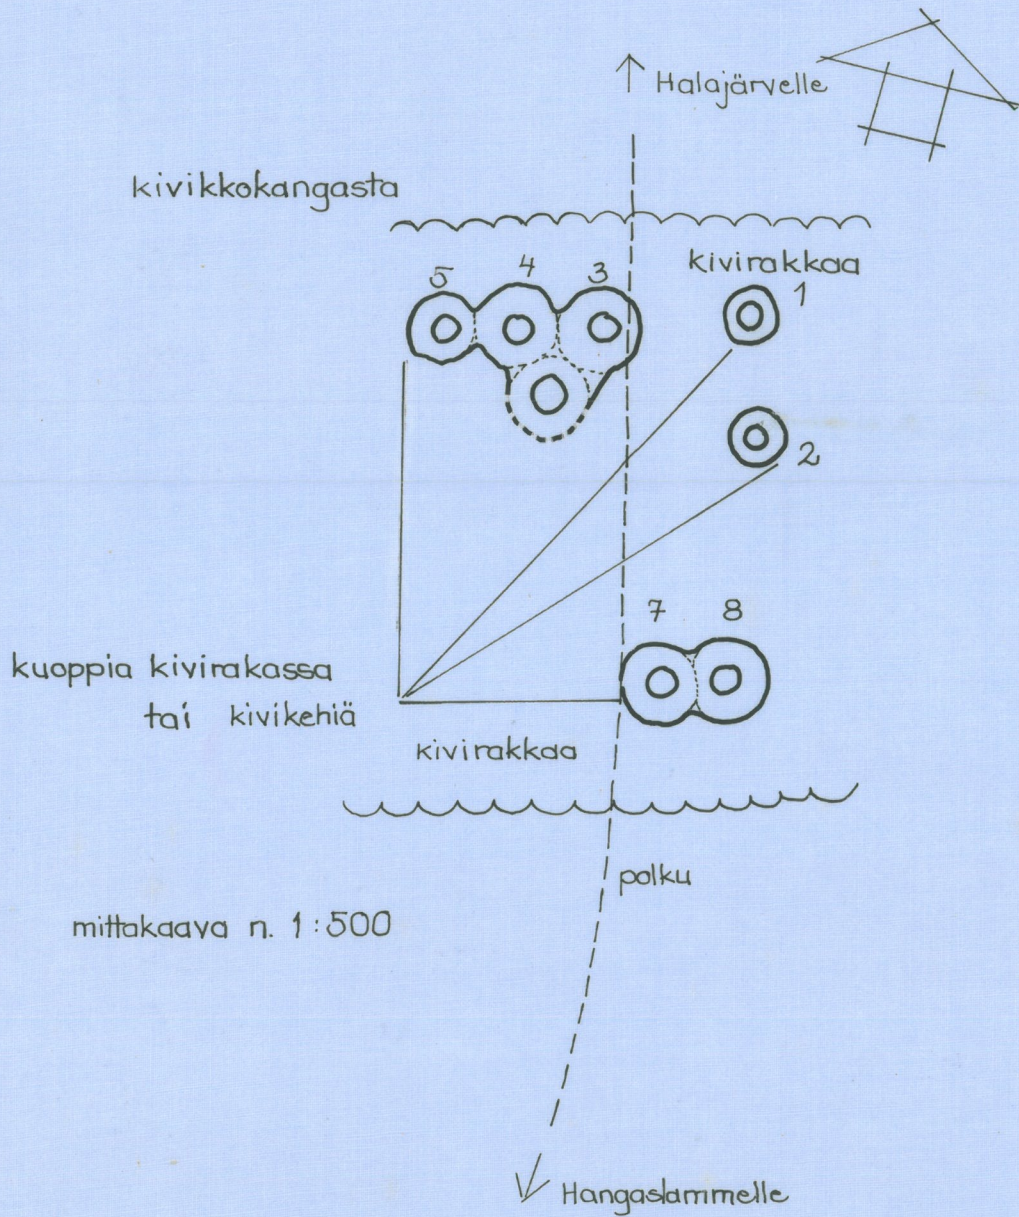 Halajärvelle
kivikkokangasta
kivirakkaa
5 4 3 1
2
7 8
kuoppia kivirakassa
tai kivikehiä
kivirakkaa
polku
mittakaava n. 1:500
Hangaslammelle